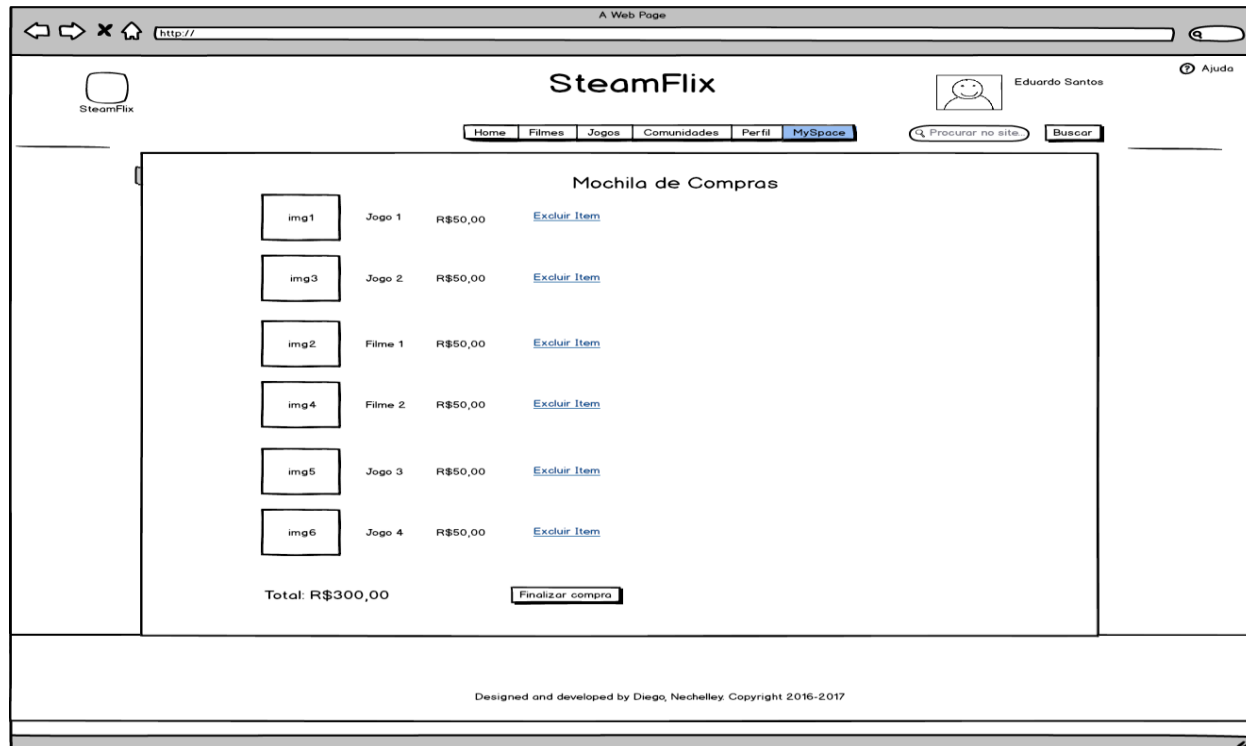 A Web Page
http://
SteamFlix
SteamFlix
Eduardo Santos
Ajuda
Home Filmes Jogos Comunidades Perfil MySpace
Procurar no site...
Buscar
Mochila de Compras
img1 Jogo 1 R$50,00 Excluir Item
img3 Jogo 2 R$50,00 Excluir Item
img2 Filme 1 R$50,00 Excluir Item
img4 Filme 2 R$50,00 Excluir Item
img5 Jogo 3 R$50,00 Excluir Item
img6 Jogo 4 R$50,00 Excluir Item
Total: R$300,00 Finalizar compra
Designed and developed by Diego, Nechelley. Copyright 2016-2017